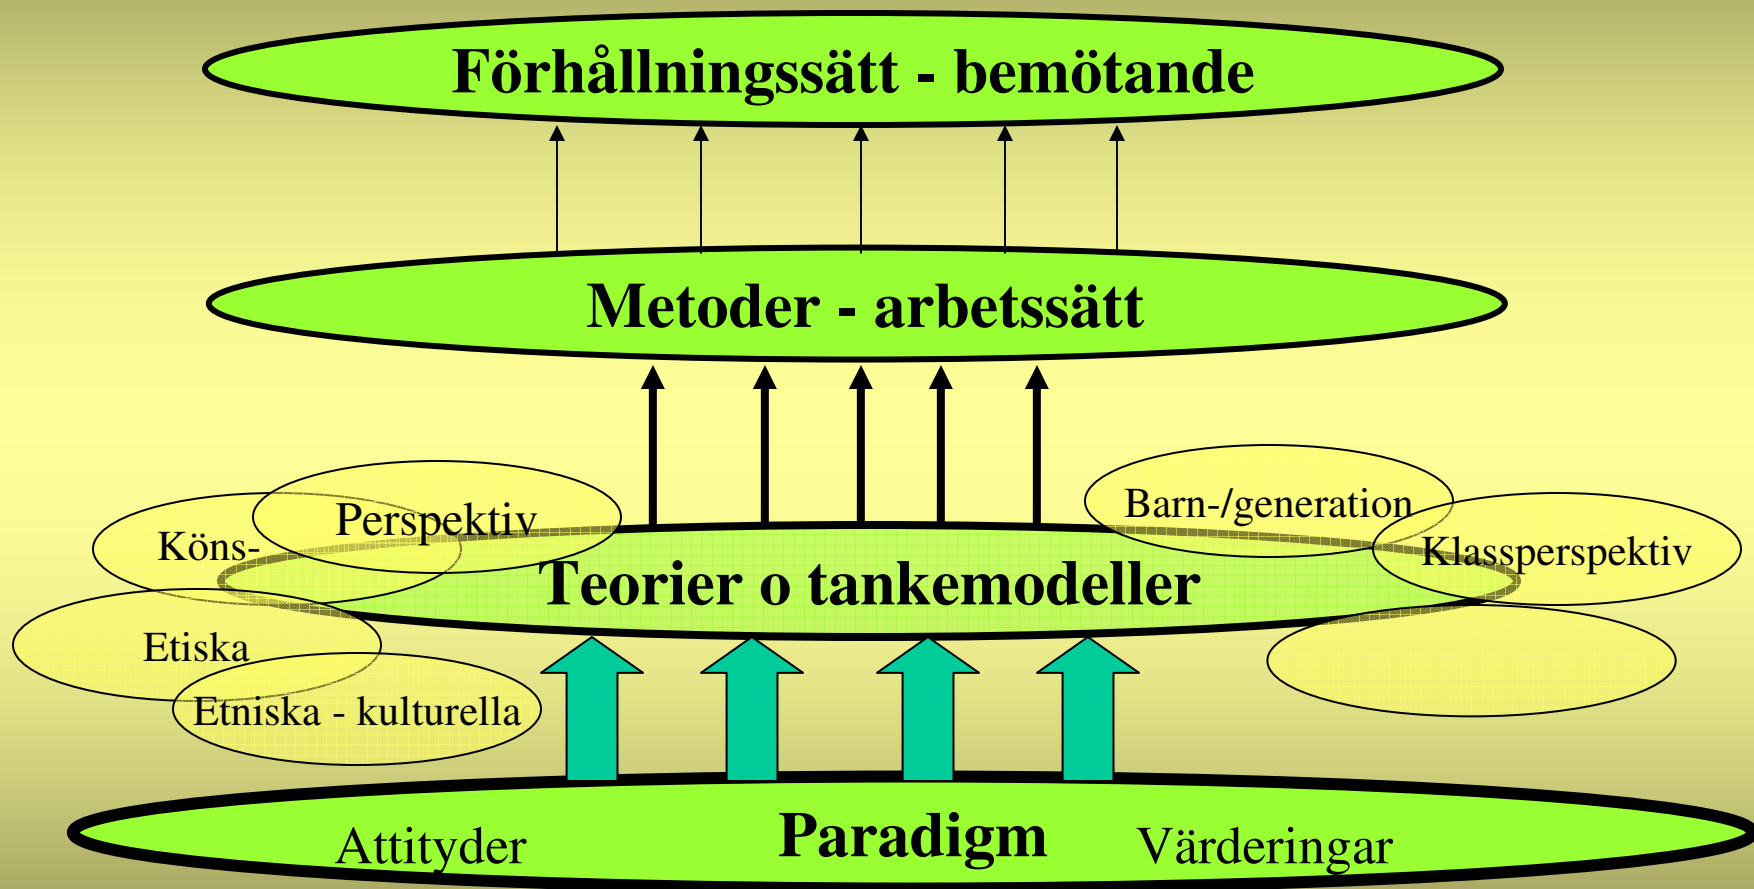 Förhållningssätt - bemötande
Metoder - arbetssätt
Perspektiv
Barn-/generation
Köns-
Klassperspektiv
Teorier o tankemodeller
Etiska
Etniska - kulturella
Attityder Paradigm Värderingar